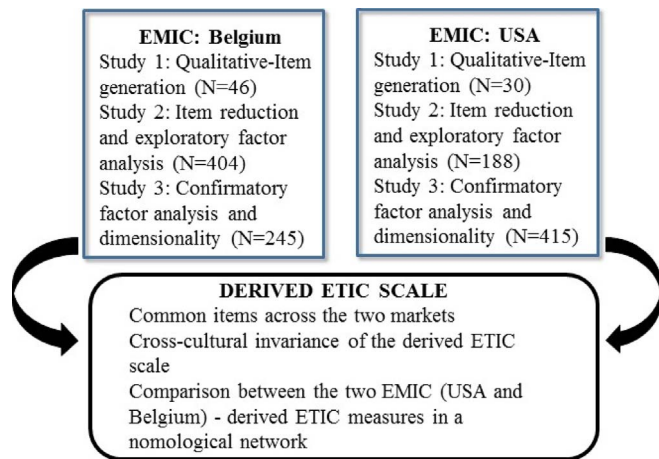 EMIC: Belgium
Study 1: Qualitative-Item
generation (N=46)
Study 2: Item reduction
and exploratory factor
analysis (N=404)
Study 3: Confirmatory
factor analysis and
dimensionality (N=245)
EMIC: USA
Study 1: Qualitative-Item
generation (N=30)
Study 2: Item reduction
and exploratory factor
analysis (N=188)
Study 3: Confirmatory
factor analysis and
dimensionality (N=415)
DERIVED ETIC SCALE
Common items across the two markets
Cross-cultural invariance of the derived ETIC
scale
Comparison between the two EMIC (USA and
Belgium) - derived ETIC measures in a
nomological network